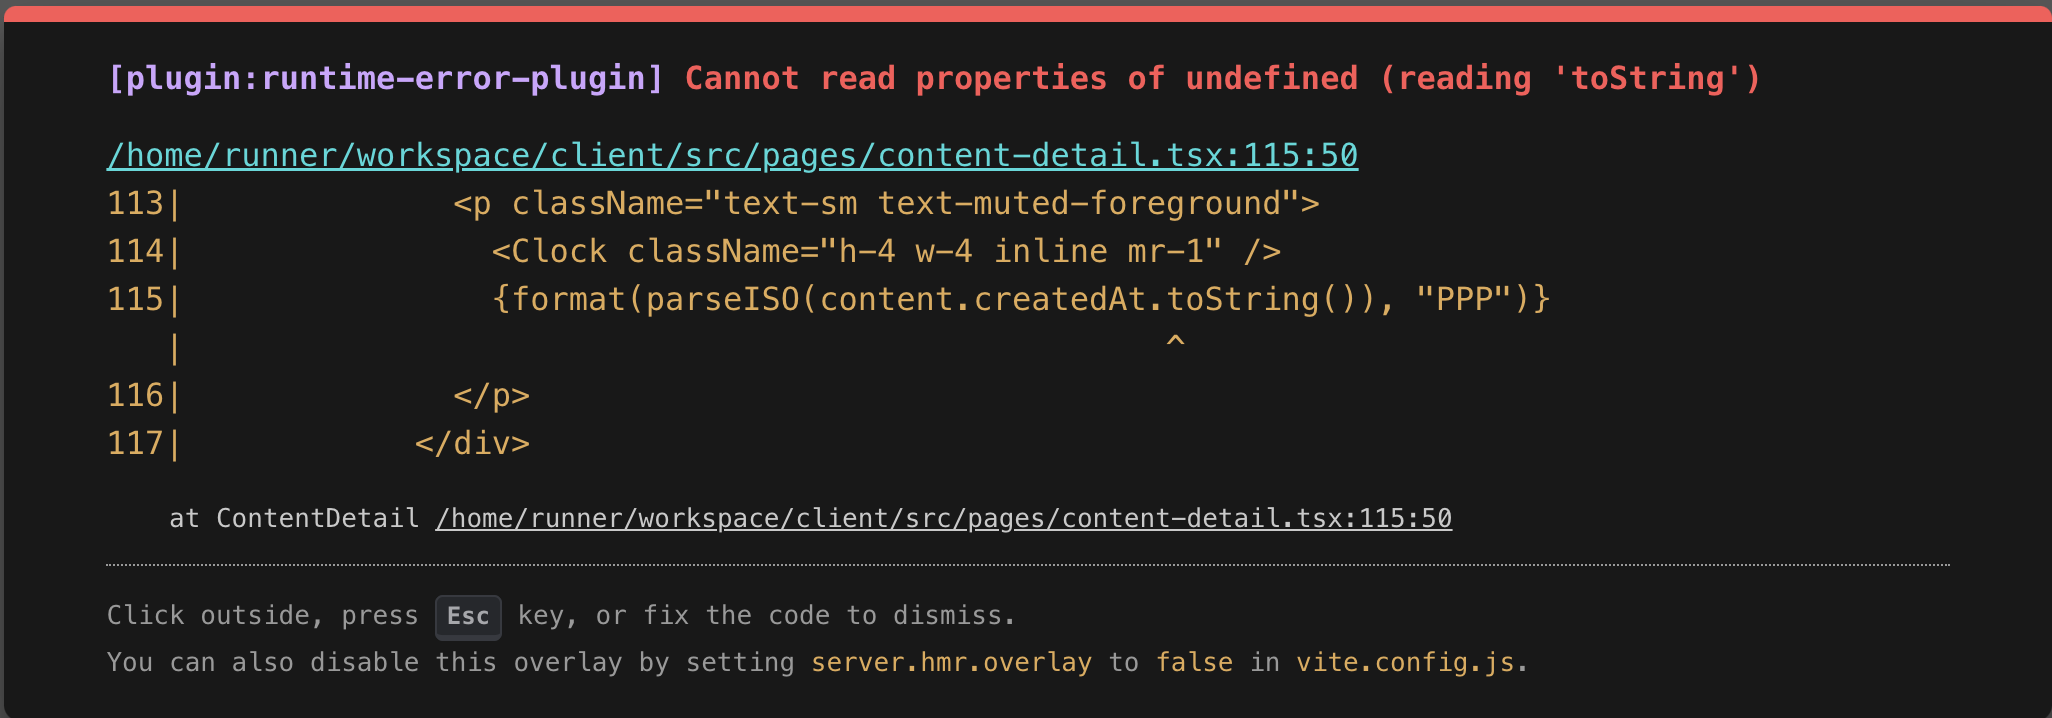 [plugin:runtime-error-plugin] Cannot read properties of undefined (reading 'toString')
/home/runner/workspace/client/src/pages/content-detail.tsx:115:50
113|              <p className="text-sm text-muted-foreground">
114|                <Clock className="h-4 w-4 inline mr-1" />
115|                {format(parseISO(content.createdAt.toString()), "PPP")}
   |                                                   ^
116|              </p>
117|            </div>
    at ContentDetail /home/runner/workspace/client/src/pages/content-detail.tsx:115:50
Click outside, press Esc key, or fix the code to dismiss.
You can also disable this overlay by setting server.hmr.overlay to false in vite.config.js.